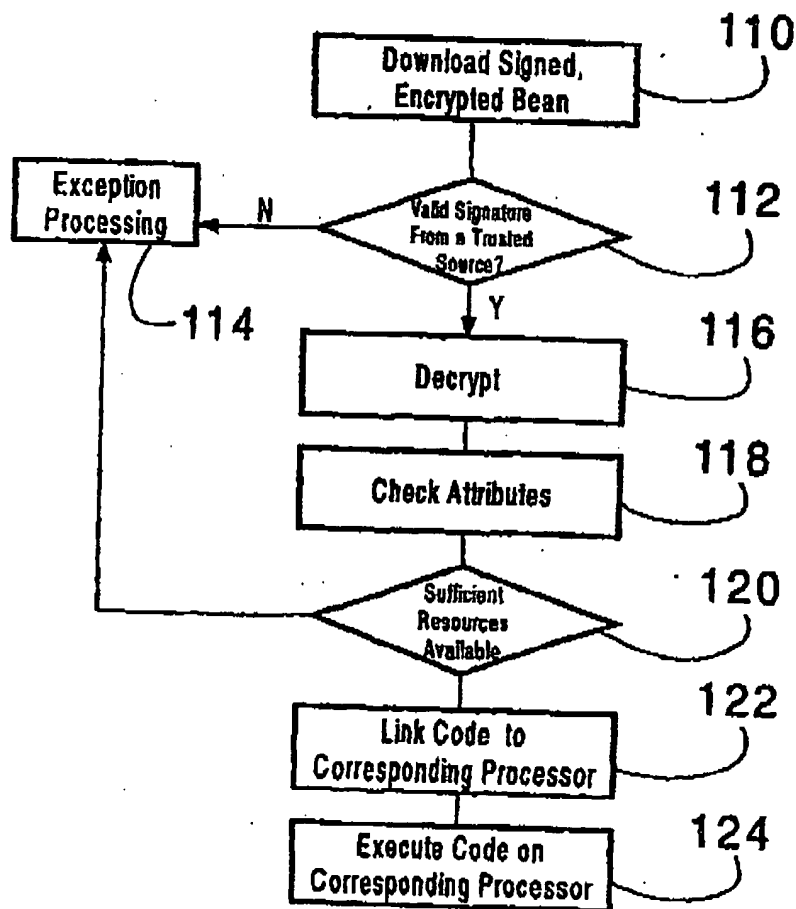 110
Download Signed,
Encrypted Bean
112
Valid Signature
From a Trusted
Source?
N
Exception
Processing
114
Y
116
Decrypt
118
Check Attributes
120
Sufficient
Resources
Available
122
Link Code to
Corresponding Processor
124
Execute Code on
Corresponding Processor